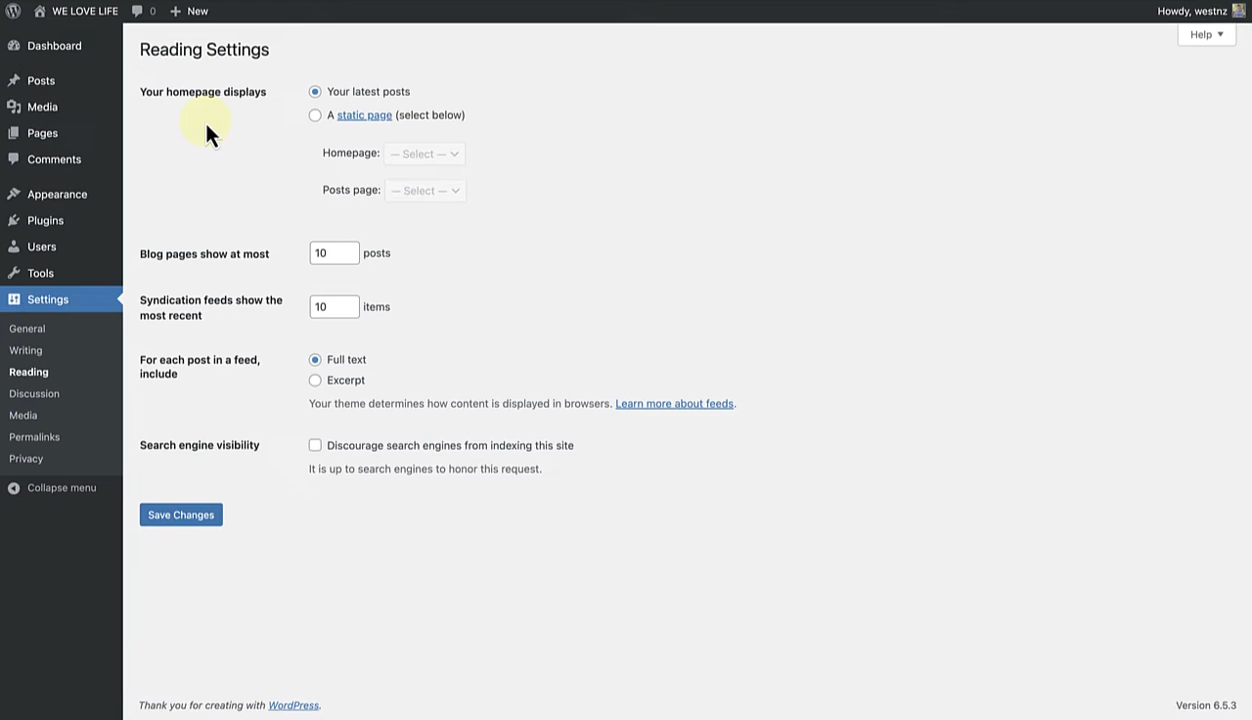 WE LOVE LIFE 0 New Howdy, westnz
Help
Dashboard
Posts
Media
Pages
Comments
Appearance
Plugins
Users
Tools
Settings
General
Writing
Reading
Discussion
Media
Permalinks
Privacy
Collapse menu
Reading Settings
Your homepage displays
Your latest posts
A static page (select below)
Homepage: — Select —
Posts page: — Select —
Blog pages show at most 10 posts
Syndication feeds show the
most recent
10 items
For each post in a feed,
include
Full text
Excerpt
Your theme determines how content is displayed in browsers. Learn more about feeds.
Search engine visibility
Discourage search engines from indexing this site
It is up to search engines to honor this request.
Save Changes
Thank you for creating with WordPress. Version 6.5.3